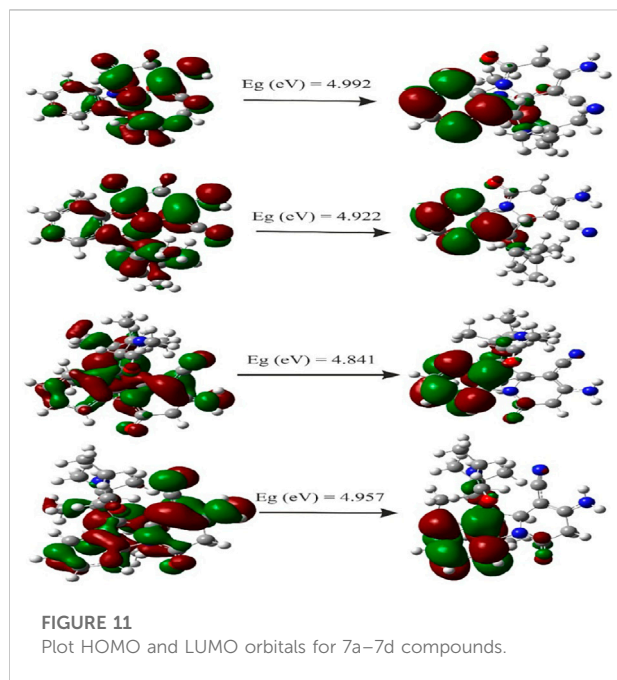 Eg (eV) = 4.992
Eg (eV) = 4.922
Eg (eV) = 4.841
Eg (eV) = 4.957
FIGURE 11
Plot HOMO and LUMO orbitals for 7a–7d compounds.